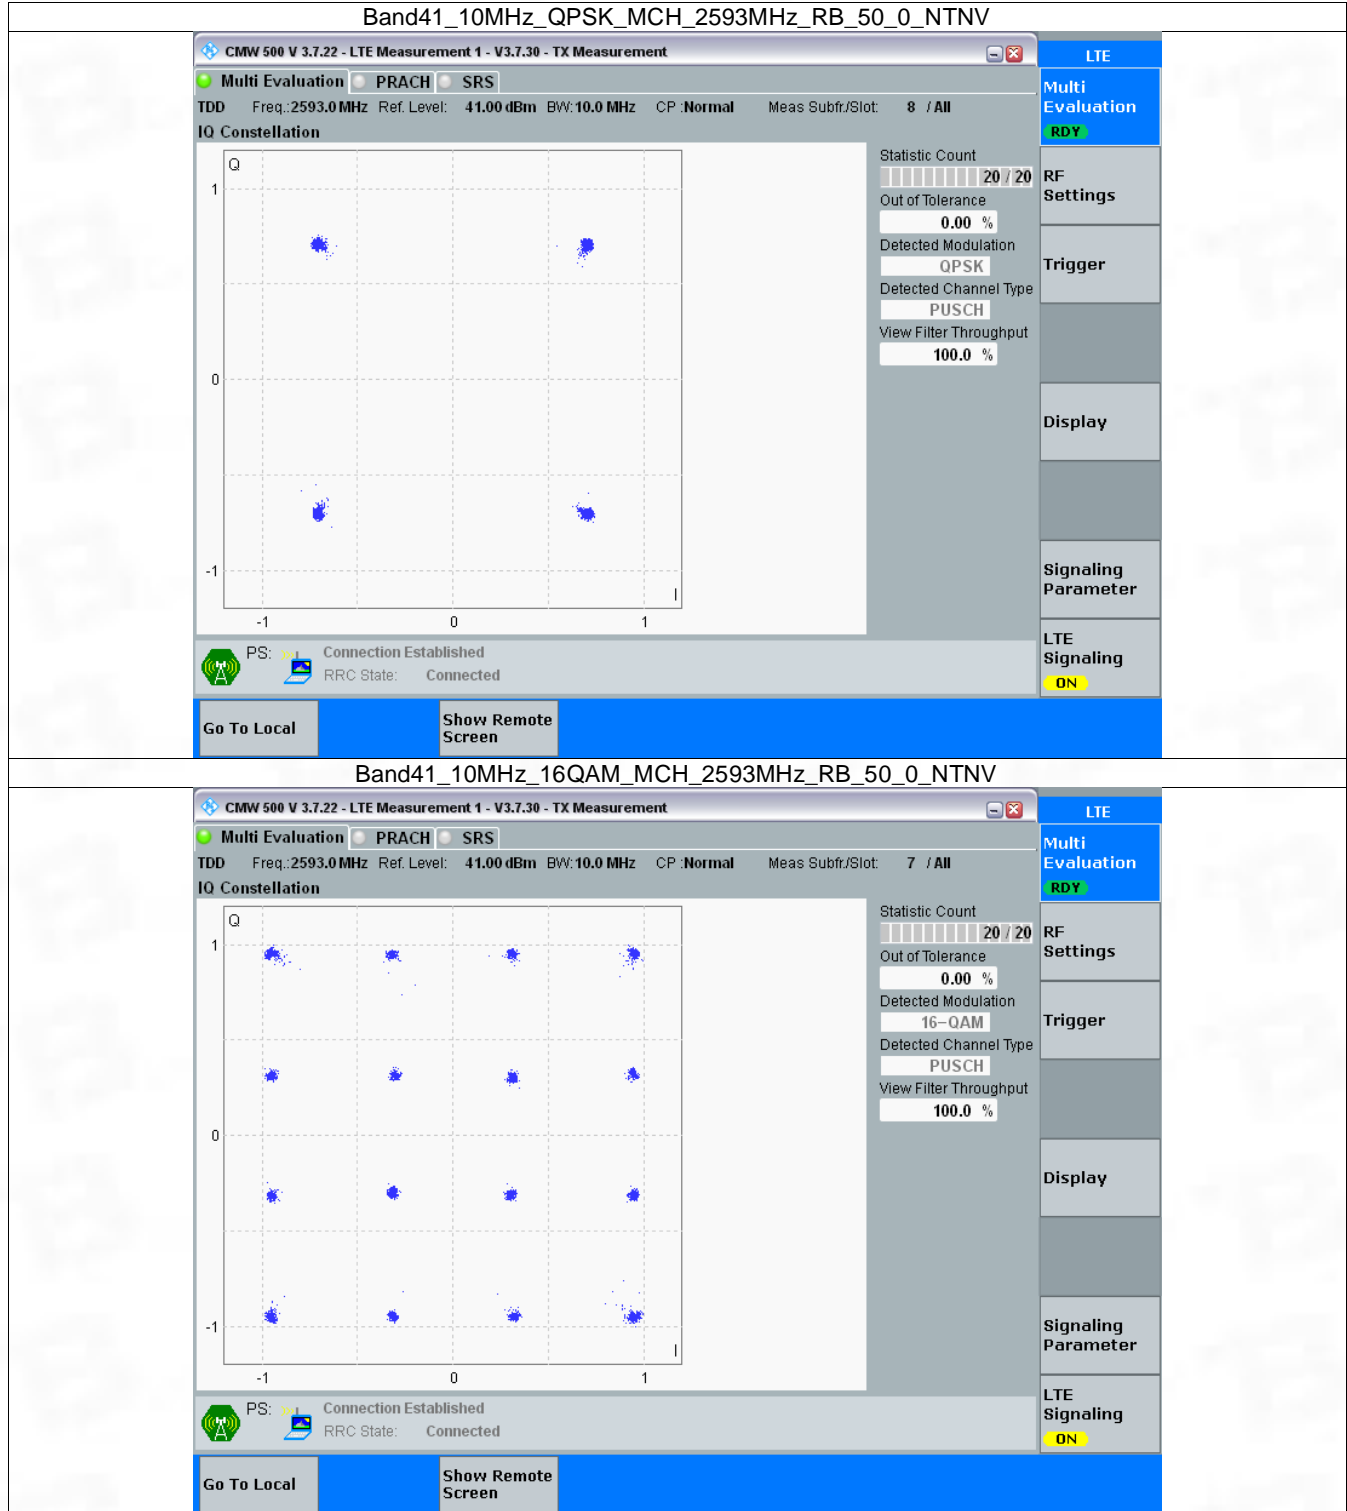 Band41_10MHz_QPSK_MCH_2593MHz_RB_50_0_NTNV
CMW 500 V 3.7.22 - LTE Measurement 1 - V3.7.30 - TX Measurement
LTE
Multi Evaluation PRACH SRS
Multi
Evaluation
RDY
TDD Freq.:2593.0 MHz Ref. Level: 41.00 dBm BW:10.0 MHz CP :Normal Meas Subfr./Slot: 8 / All
IQ Constellation
Q
1
0
-1
I
-1 0 1
Statistic Count
20 / 20
Out of Tolerance
0.00 %
Detected Modulation
QPSK
Detected Channel Type
PUSCH
View Filter Throughput
100.0 %
RF
Settings
Trigger
Display
Signaling
Parameter
LTE
Signaling
ON
PS: Connection Established
RRC State: Connected
Go To Local
Show Remote
Screen
Band41_10MHz_16QAM_MCH_2593MHz_RB_50_0_NTNV
CMW 500 V 3.7.22 - LTE Measurement 1 - V3.7.30 - TX Measurement
LTE
Multi Evaluation PRACH SRS
Multi
Evaluation
RDY
TDD Freq.:2593.0 MHz Ref. Level: 41.00 dBm BW:10.0 MHz CP :Normal Meas Subfr./Slot: 7 / All
IQ Constellation
Q
1
0
-1
I
-1 0 1
Statistic Count
20 / 20
Out of Tolerance
0.00 %
Detected Modulation
16-QAM
Detected Channel Type
PUSCH
View Filter Throughput
100.0 %
RF
Settings
Trigger
Display
Signaling
Parameter
LTE
Signaling
ON
PS: Connection Established
RRC State: Connected
Go To Local
Show Remote
Screen